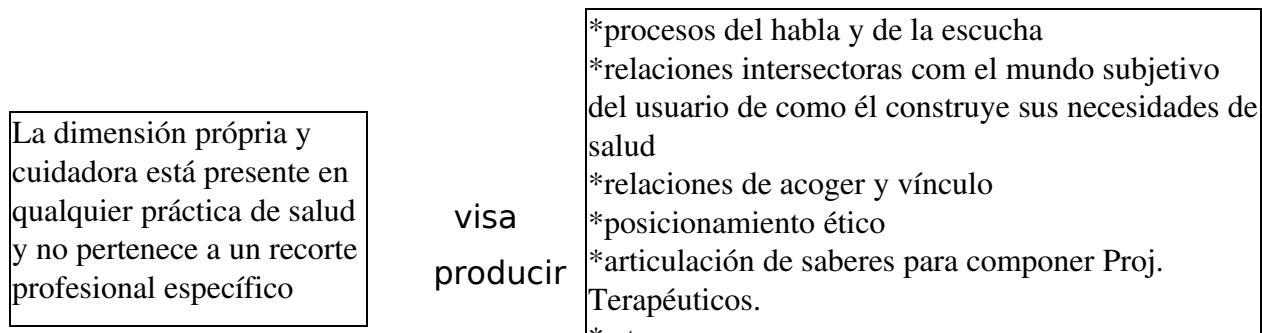 La dimensión própria y
cuidadora está presente en
qualquier práctica de salud
y no pertenece a un recorte
profesional específico
visa
producir
*procesos del habla y de la escucha
*relaciones intersectoras com el mundo subjetivo
del usuario de como él construye sus necesidades de
salud
*relaciones de acoger y vínculo
*posicionamiento ético
*articulación de saberes para componer Proj.
Terapéuticos.